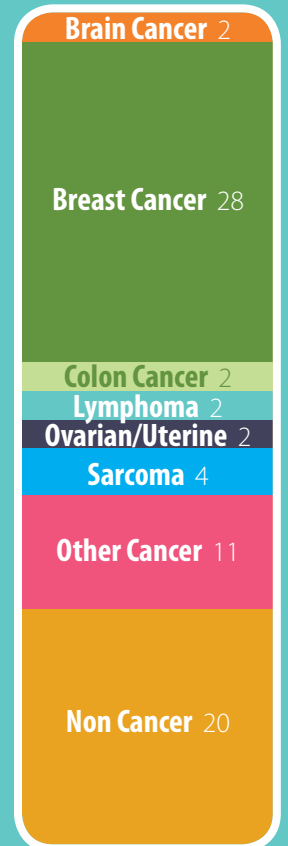 Brain Cancer 2
Breast Cancer 28
Colon Cancer 2
Lymphoma 2
Ovarian/Uterine 2
Sarcoma 4
Other Cancer 11
Non Cancer 20